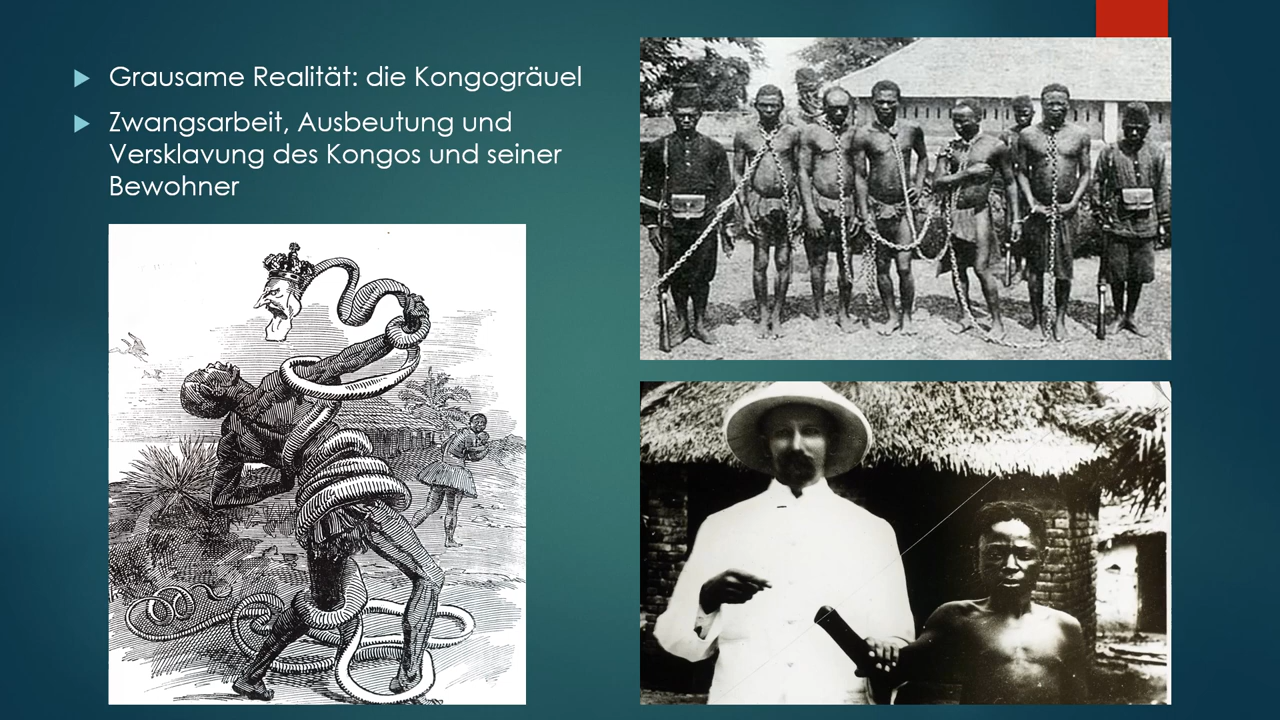 Grausame Realität: die Kongogräuel
Zwangsarbeit, Ausbeutung und
Versklavung des Kongos und seiner
Bewohner